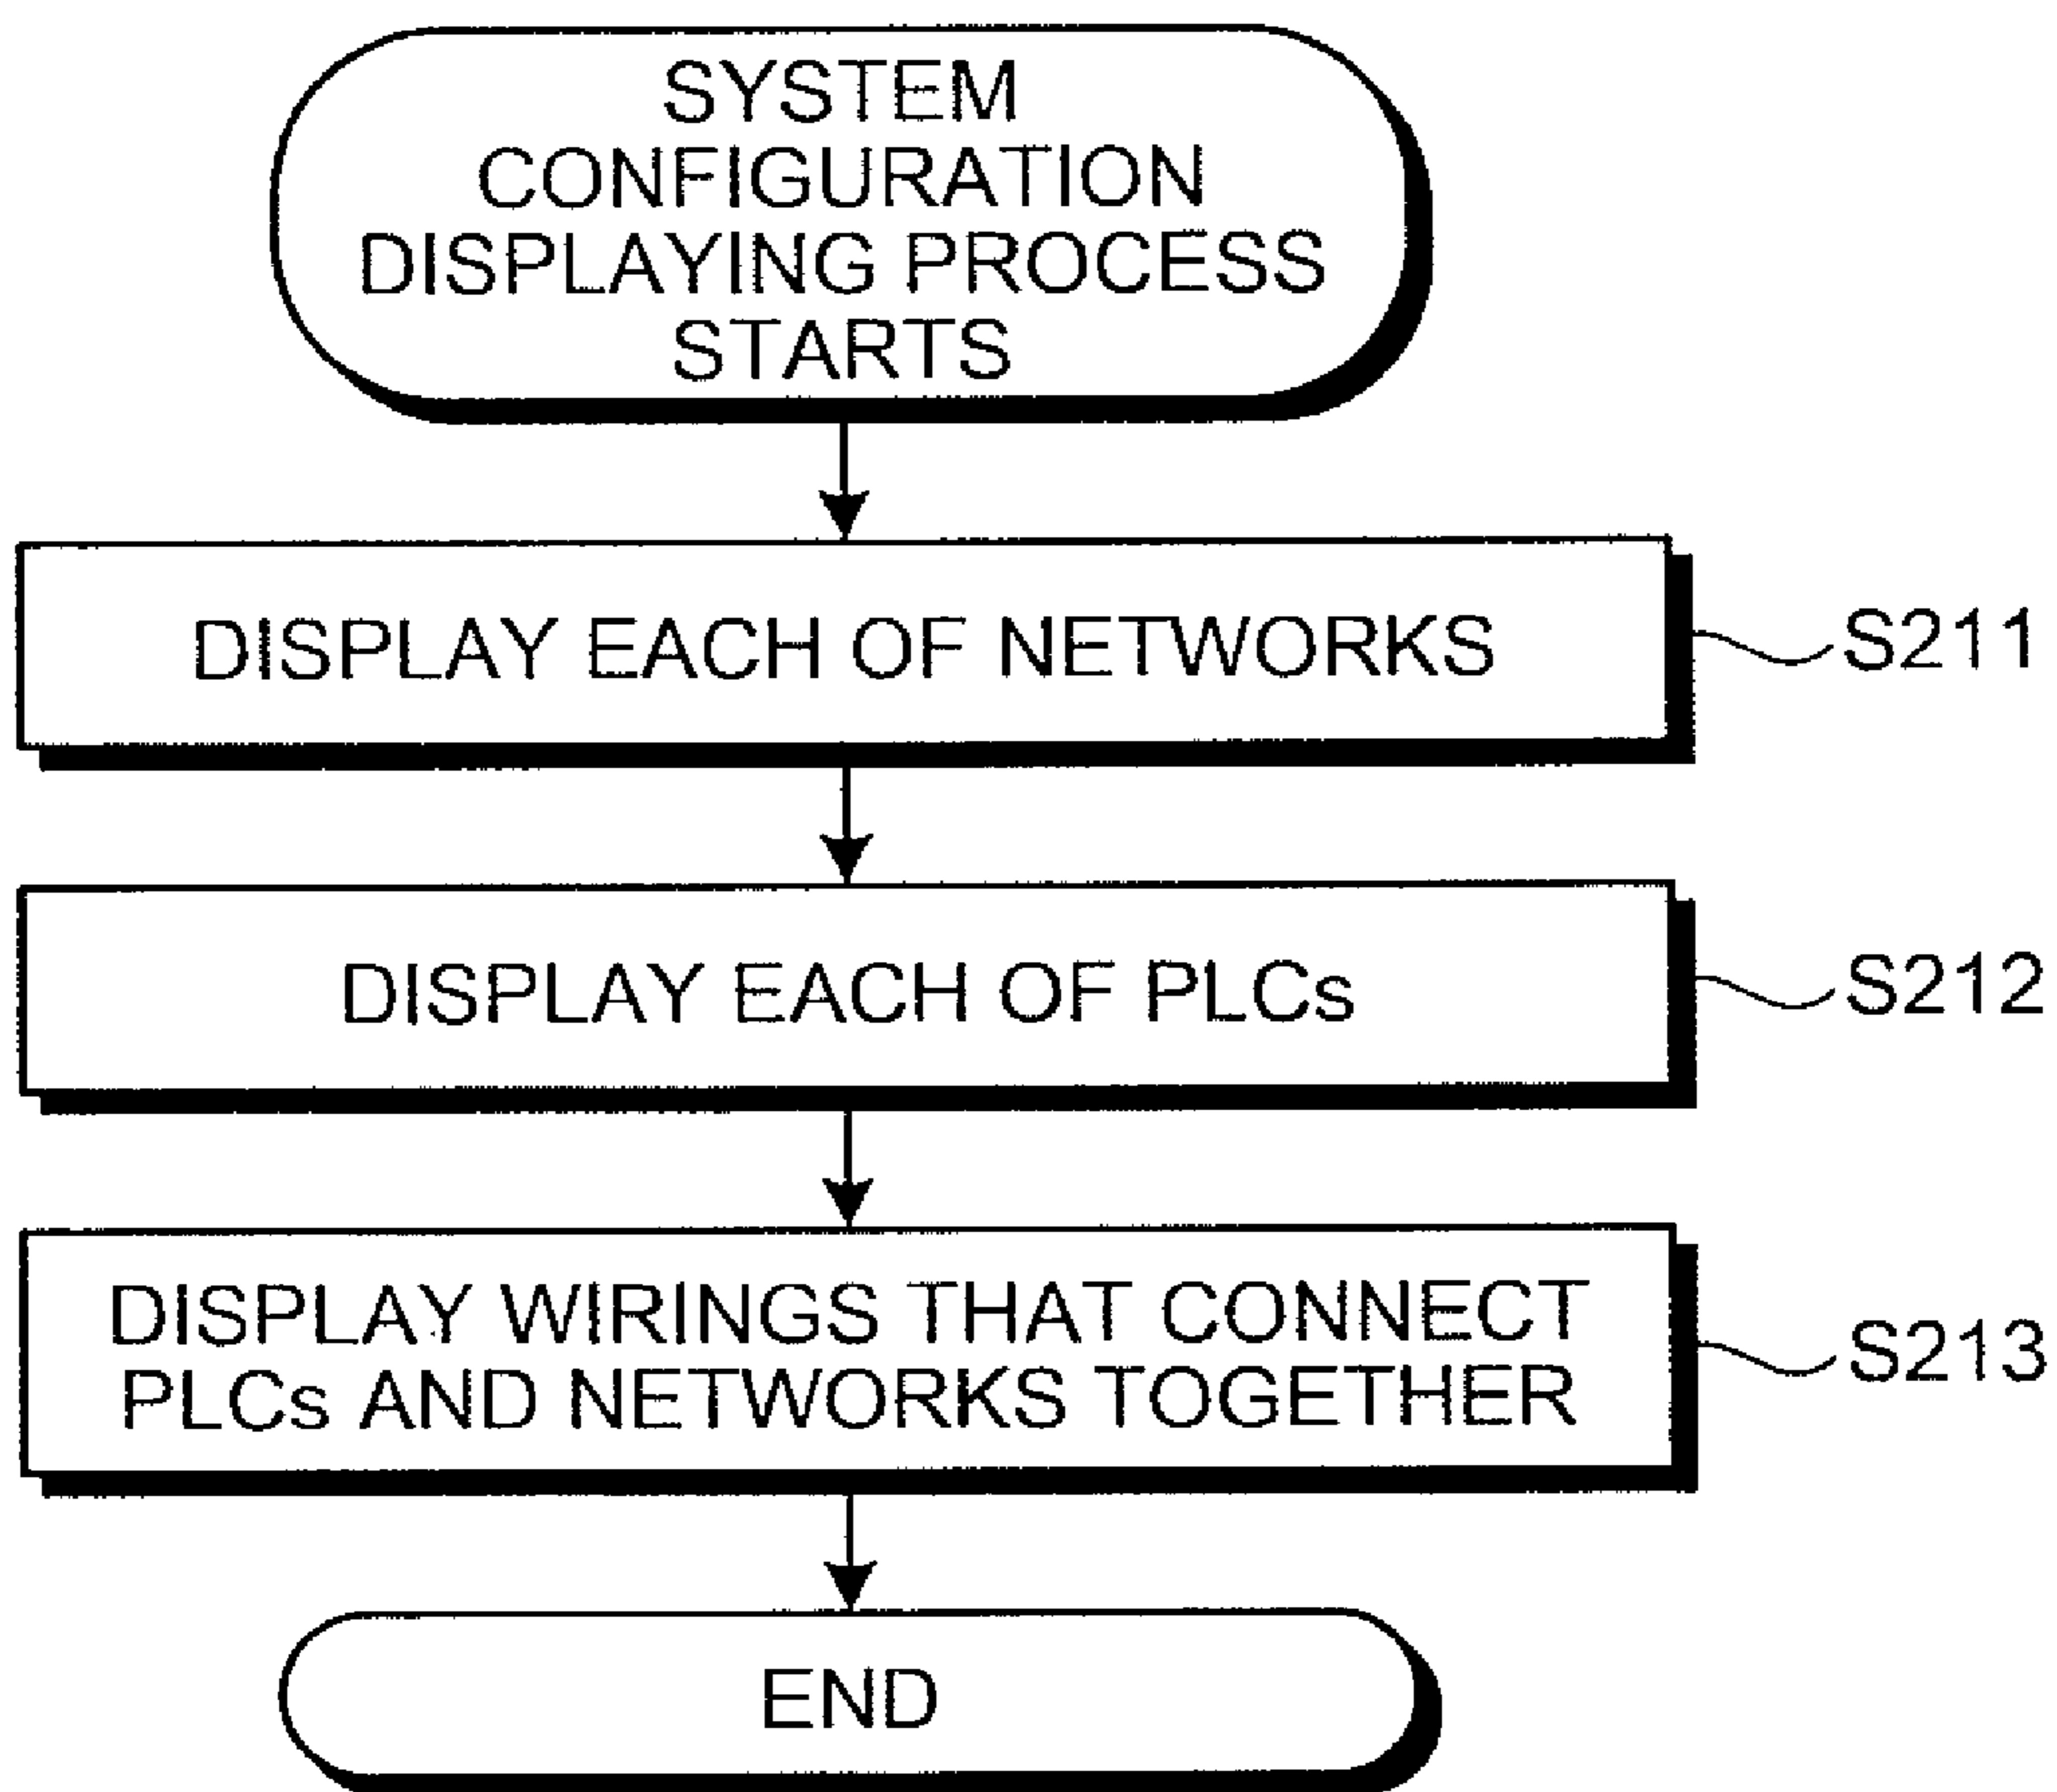 SYSTEM
CONFIGURATION
DISPLAYING PROCESS
STARTS
DISPLAY EACH OF NETWORKS
S211
DISPLAY EACH OF PLCs
S212
DISPLAY WIRINGS THAT CONNECT
PLCs AND NETWORKS TOGETHER
S213
END